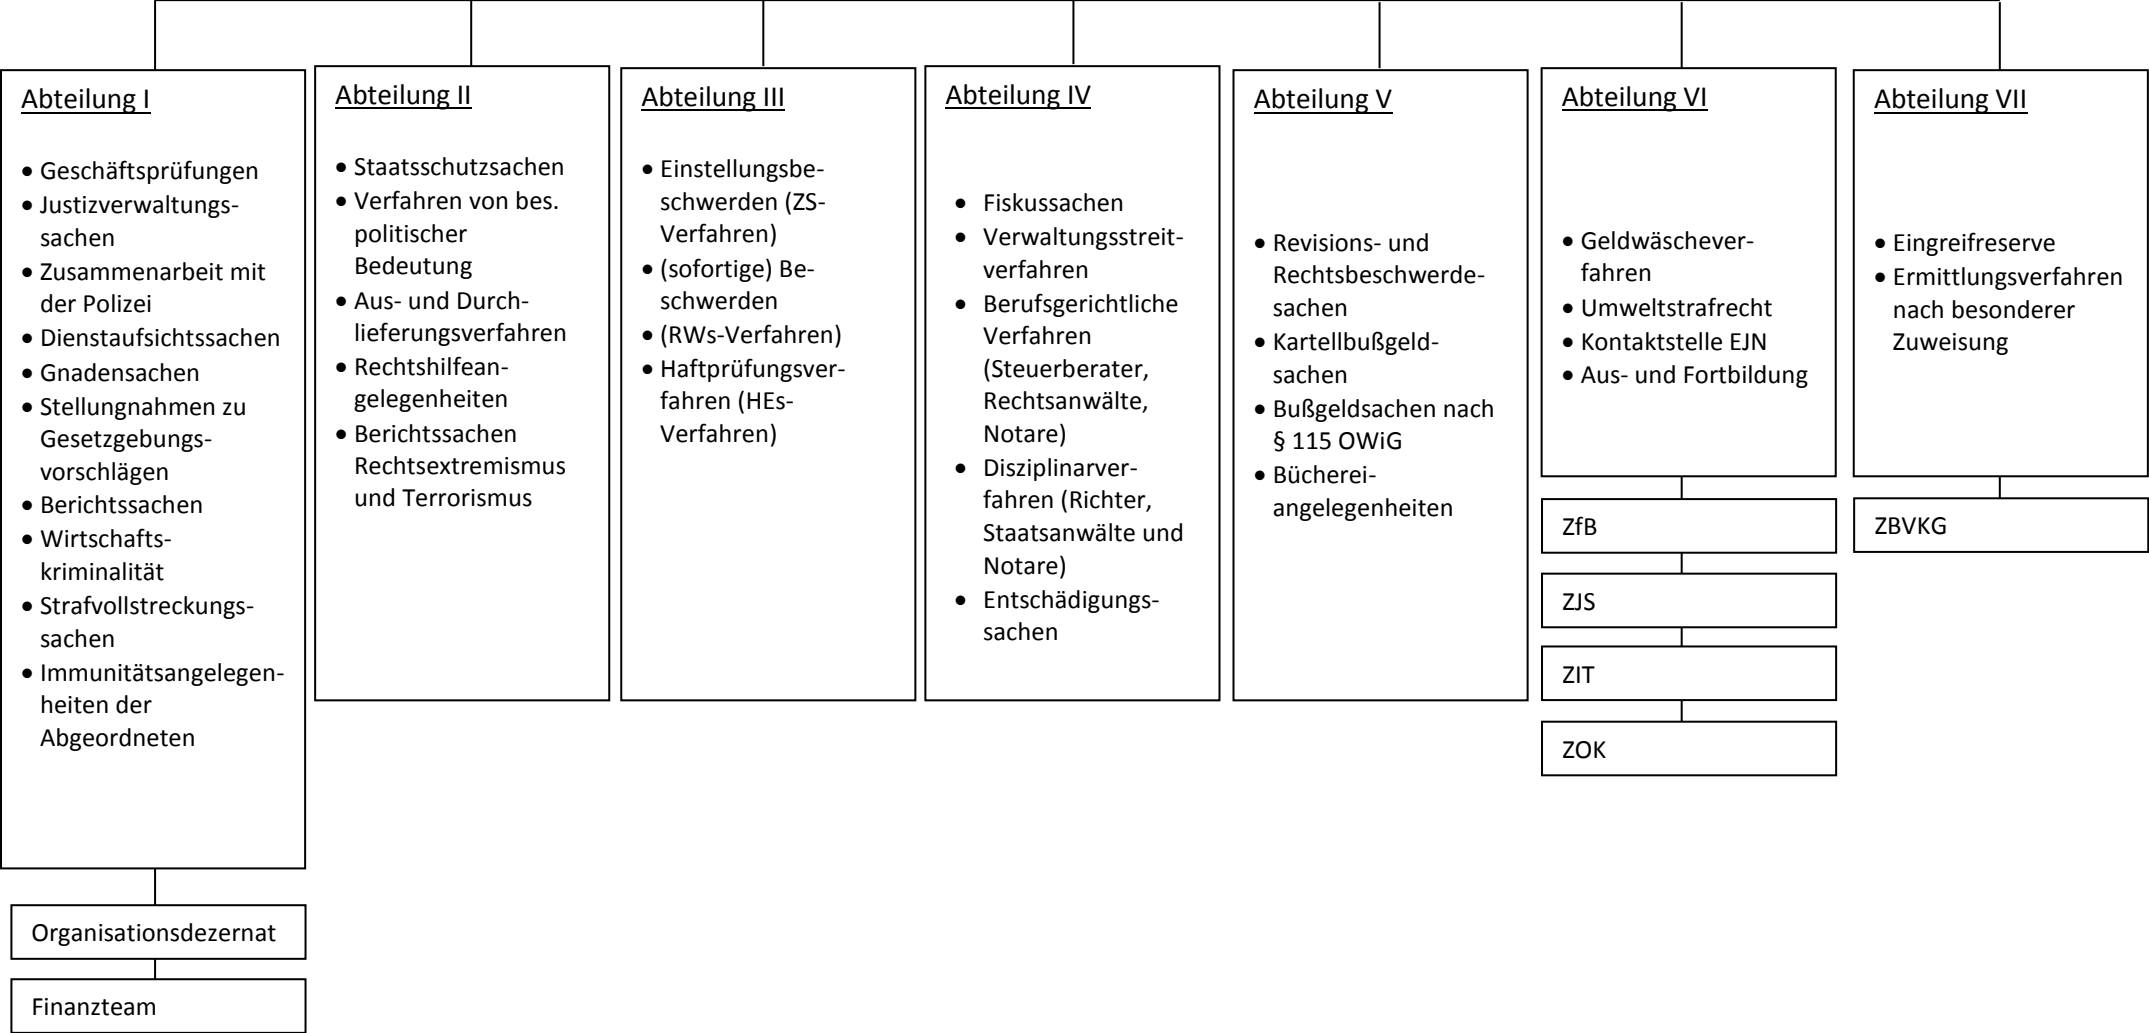 Abteilung I
• Geschäftsprüfungen
• Justizverwaltungs-
sachen
• Zusammenarbeit mit
der Polizei
• Dienstaufsichtssachen
• Gnadensachen
• Stellungnahmen zu
Gesetzgebungs-
vorschlägen
• Berichtssachen
• Wirtschafts-
kriminalität
• Strafvollstreckungs-
sachen
• Immunitätsangelegen-
heiten der
Abgeordneten
Organisationsdezernat
Finanzteam
Abteilung II
• Staatsschutzsachen
• Verfahren von bes.
politischer
Bedeutung
• Aus- und Durch-
lieferungsverfahren
• Rechtshilfean-
gelegenheiten
• Berichtssachen
Rechtsextremismus
und Terrorismus
Abteilung III
• Einstellungsbe-
schwerden (ZS-
Verfahren)
• (sofortige) Be-
schwerden
• (RWs-Verfahren)
• Haftprüfungsver-
fahren (HEs-
Verfahren)
Abteilung IV
• Fiskussachen
• Verwaltungsstreit-
verfahren
• Berufsgerichtliche
Verfahren
(Steuerberater,
Rechtsanwälte,
Notare)
• Disziplinarver-
fahren (Richter,
Staatsanwälte und
Notare)
• Entschädigungs-
sachen
Abteilung V
• Revisions- und
Rechtsbeschwerde-
sachen
• Kartellbußgeld-
sachen
• Bußgeldsachen nach
§ 115 OWiG
• Bücherei-
angelegenheiten
Abteilung VI
• Geldwäschever-
fahren
• Umweltstrafrecht
• Kontaktstelle EJN
• Aus- und Fortbildung
ZfB
ZJS
ZIT
ZOK
Abteilung VII
• Eingreifreserve
• Ermittlungsverfahren
nach besonderer
Zuweisung
ZBVKG